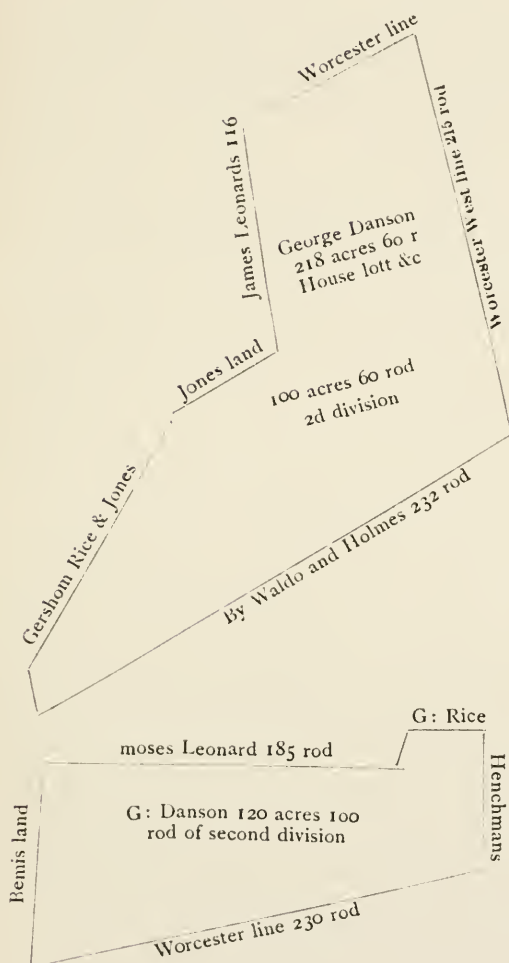 Worcester line
James Leonards 116
Worcester West line 215 rod
George Danson
218 acres 60 r
House lott &c
Jones land
100 acres 60 rod
2d division
Gershom Rice & Jones
By Waldo and Holmes 232 rod
G: Rice
moses Leonard 185 rod
Henchmans
G: Danson 120 acres 100
rod of second division
Bemis land
Worcester line 230 rod